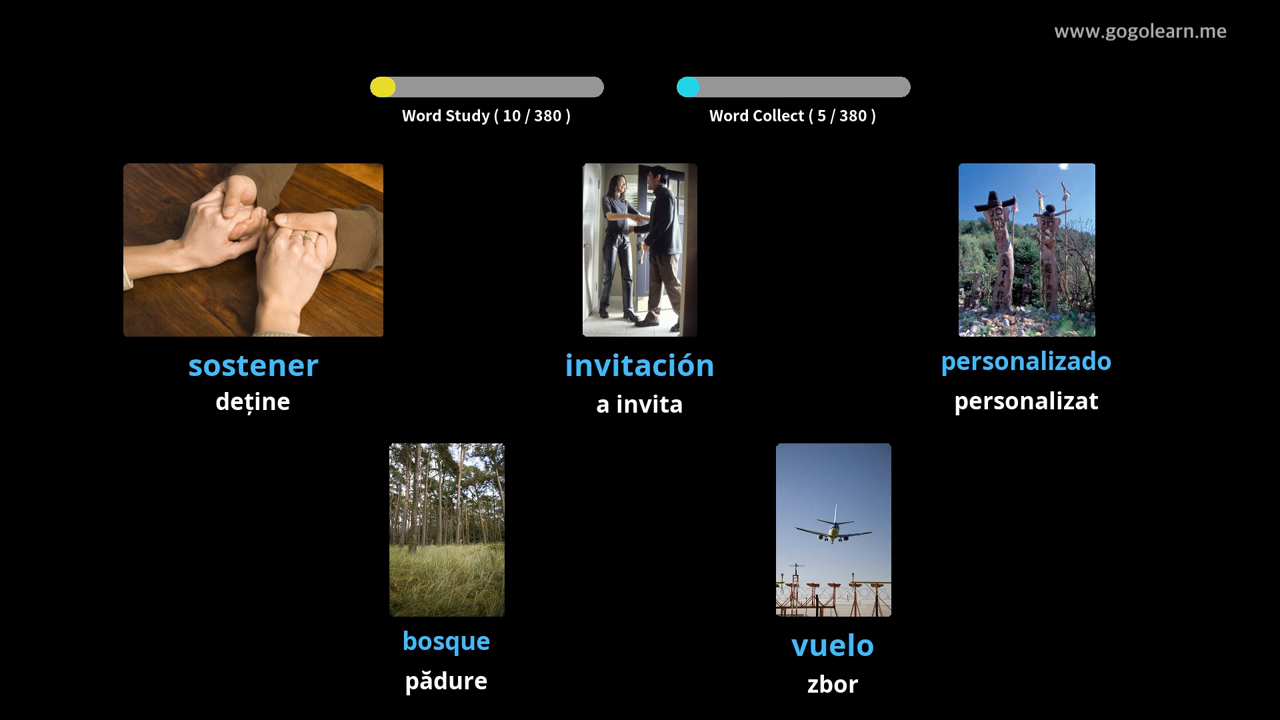 www.gogolearn.me
Word Study ( 10 / 380 )
Word Collect ( 5 / 380 )
sostener
deține
invitación
a invita
personalizado
personalizat
bosque
pădure
vuelo
zbor